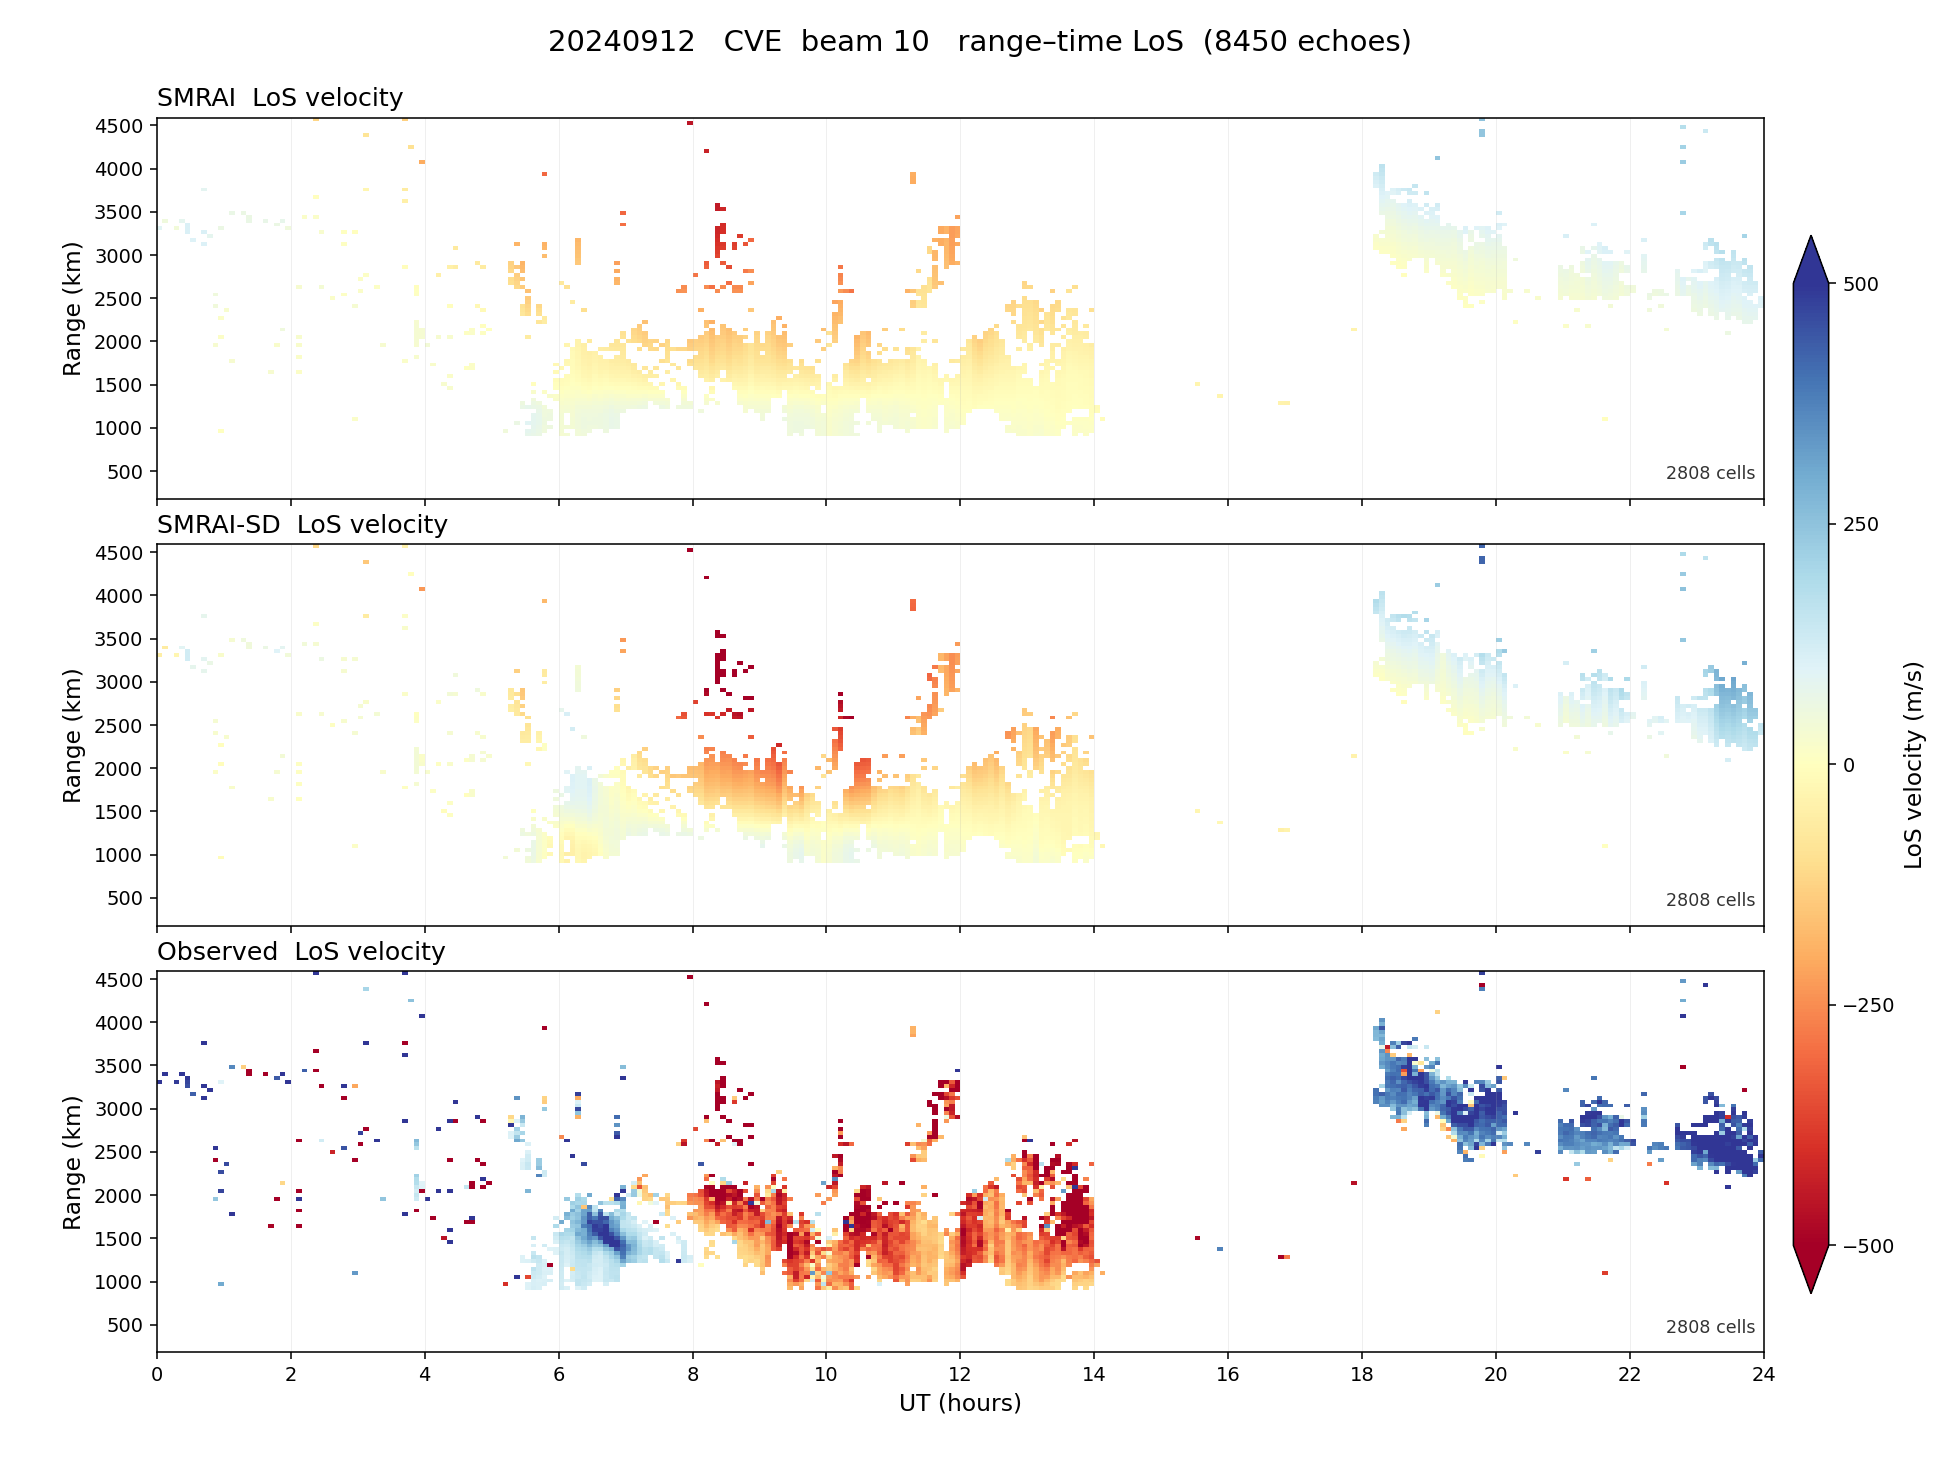 20240912   CVE  beam 10   range–time LoS  (8450 echoes)
SMRAI  LoS velocity
4500
4000
3500
3000
2500
2000
1500
1000
500
Range (km)
2808 cells
SMRAI-SD  LoS velocity
4500
4000
3500
3000
2500
2000
1500
1000
500
Range (km)
2808 cells
Observed  LoS velocity
4500
4000
3500
3000
2500
2000
1500
1000
500
Range (km)
2808 cells
0 2 4 6 8 10 12 14 16 18 20 22 24
UT (hours)
500
250
0
−250
−500
LoS velocity (m/s)